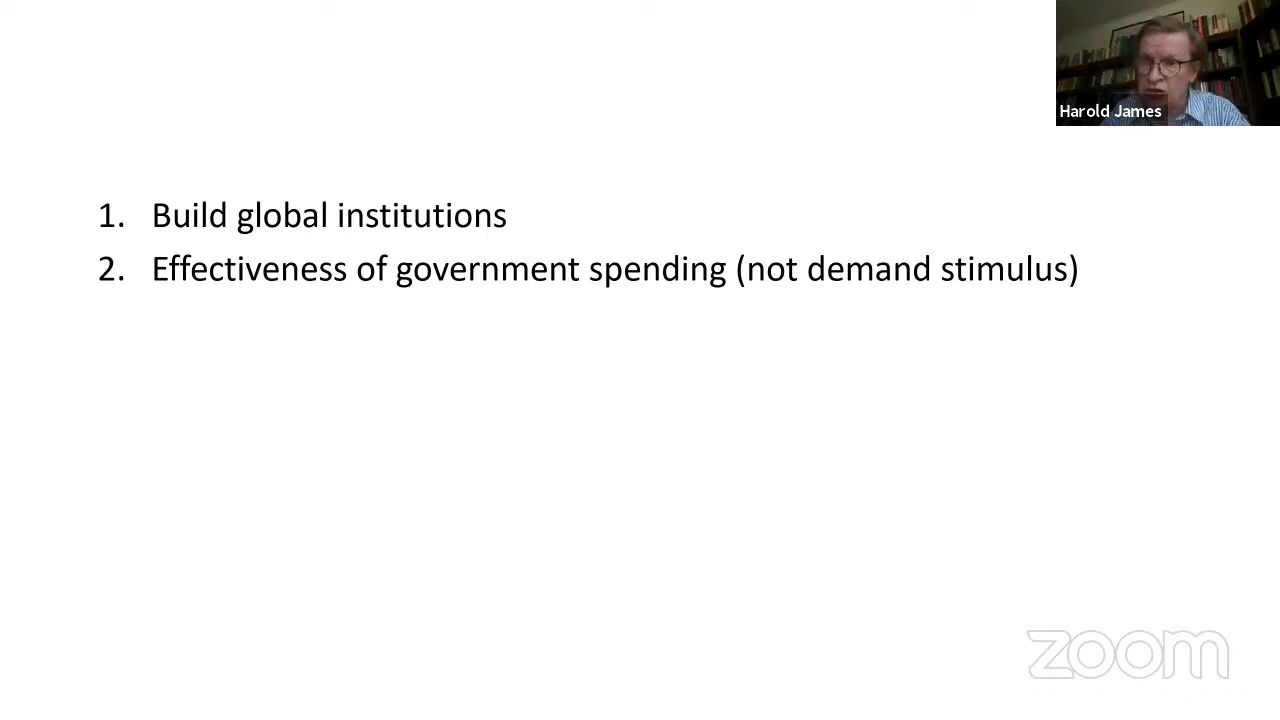 Harold James
1. Build global institutions
2. Effectiveness of government spending (not demand stimulus)
zoom